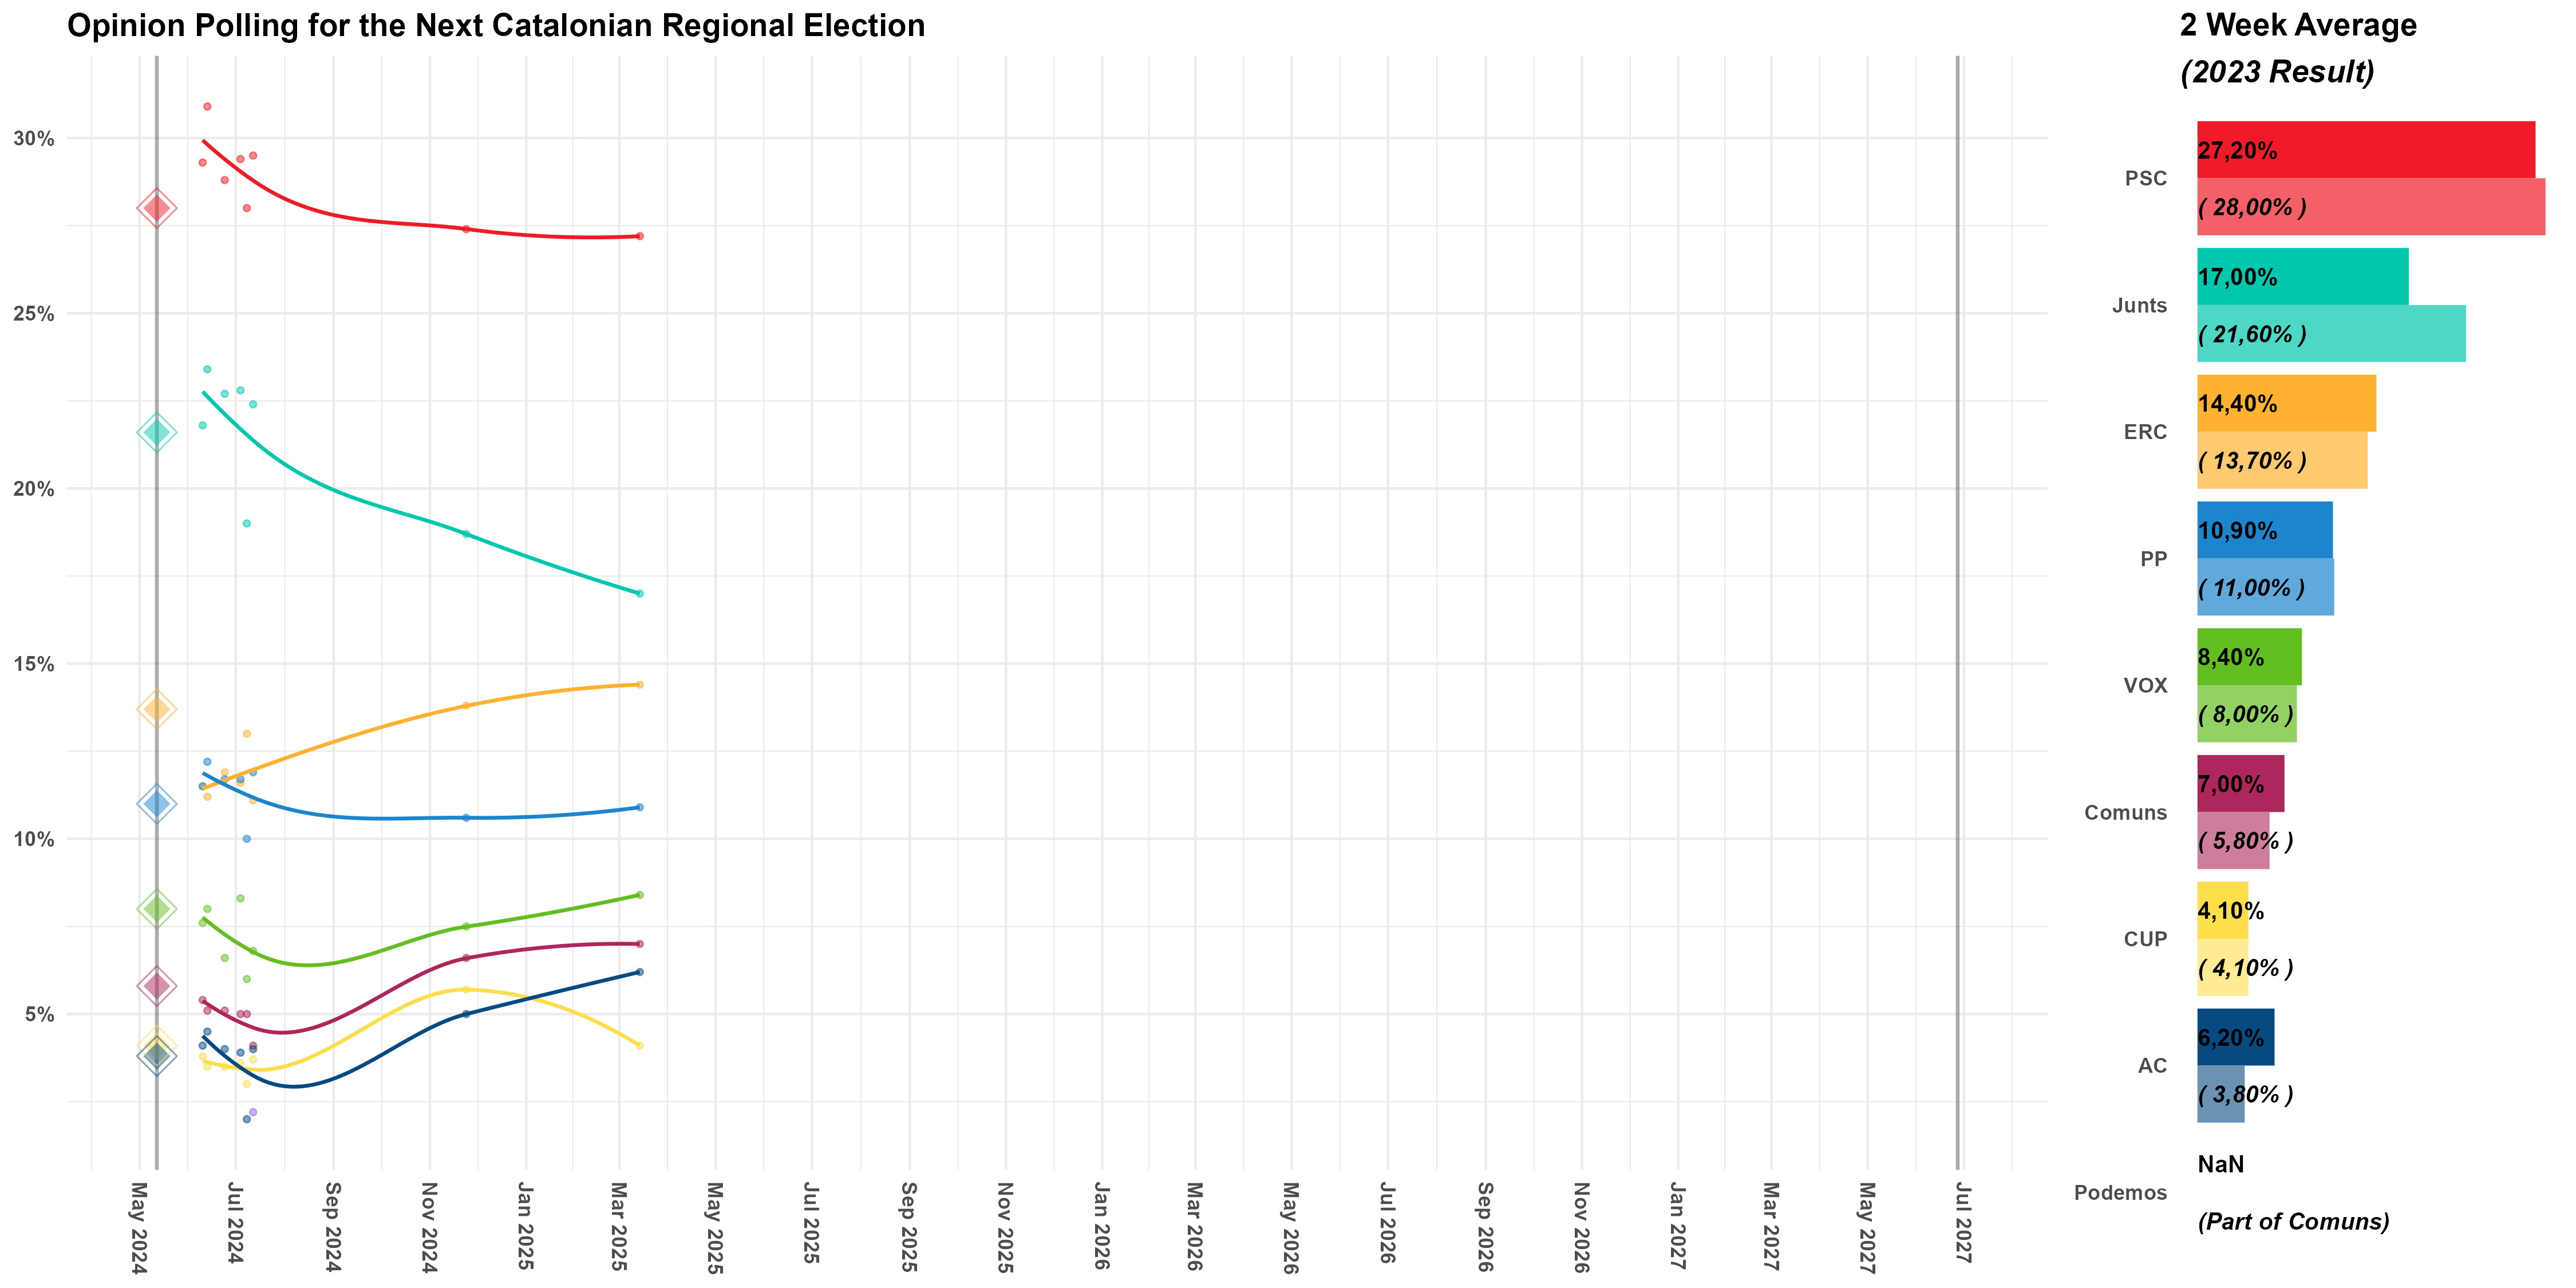 Opinion Polling for the Next Catalonian Regional Election
2 Week Average
(2023 Result)
30%
25%
20%
15%
10%
5%
May 2024
Jul 2024
Sep 2024
Nov 2024
Jan 2025
Mar 2025
May 2025
Jul 2025
Sep 2025
Nov 2025
Jan 2026
Mar 2026
May 2026
Jul 2026
Sep 2026
Nov 2026
Jan 2027
Mar 2027
May 2027
Jul 2027
PSC
27,20%
( 28,00% )
Junts
17,00%
( 21,60% )
ERC
14,40%
( 13,70% )
PP
10,90%
( 11,00% )
VOX
8,40%
( 8,00% )
Comuns
7,00%
( 5,80% )
CUP
4,10%
( 4,10% )
AC
6,20%
( 3,80% )
Podemos
NaN
(Part of Comuns)